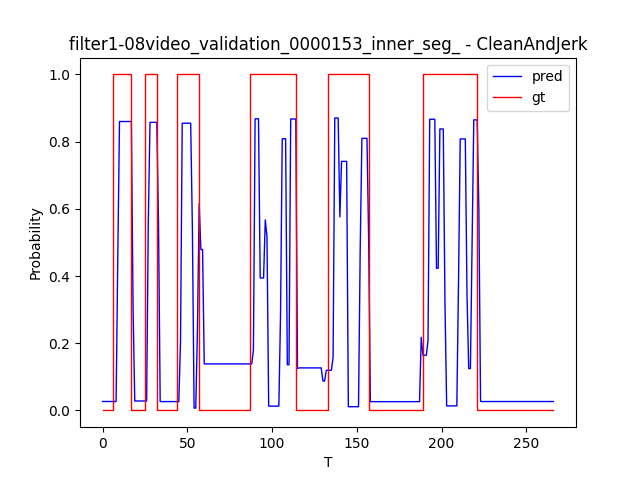 filter1-08video_validation_0000153_inner_seg_ - CleanAndJerk
pred
gt
1.0
0.8
0.6
0.4
0.2
0.0
Probability
0
50
100
150
200
250
T